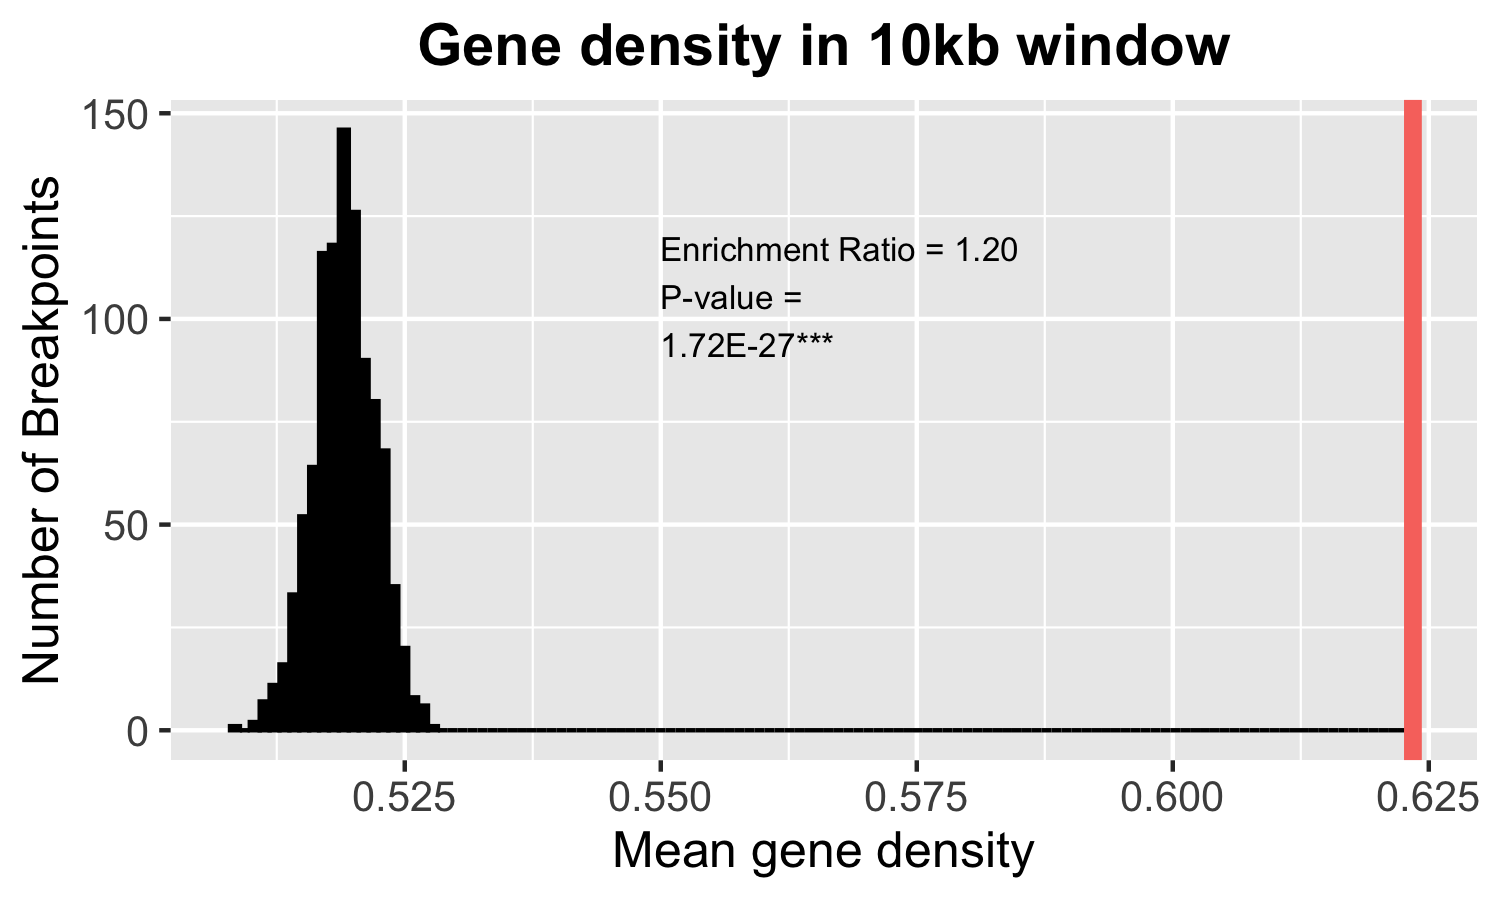 Gene density in 10kb window
Number of Breakpoints
150
100
50
0
Enrichment Ratio = 1.20
P-value =
1.72E-27***
0.525 0.550 0.575 0.600 0.625
Mean gene density